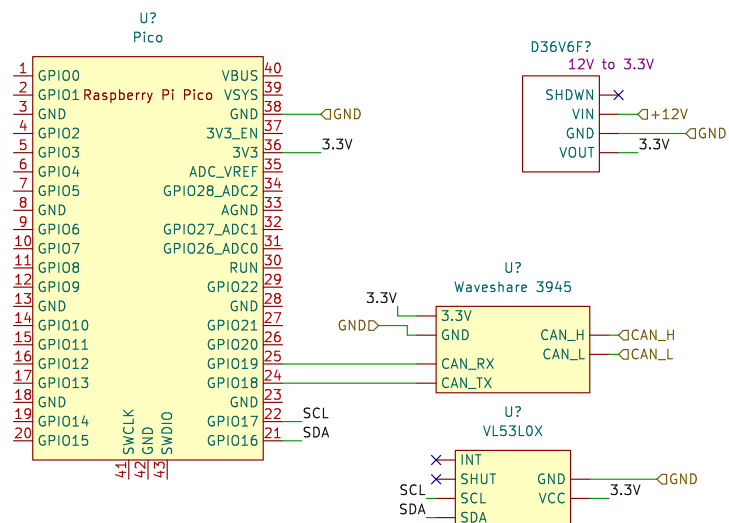 U?
Pico
1 GPIO0 VBUS 40
2 GPIO1 Raspberry Pi Pico VSYS 39
3 GND GND 38 GND
4 GPIO2 3V3_EN 37
5 GPIO3 3V3 36 3.3V
6 GPIO4 ADC_VREF 35
7 GPIO5 GPIO28_ADC2 34
8 GND AGND 33
9 GPIO6 GPIO27_ADC1 32
10 GPIO7 GPIO26_ADC0 31
11 GPIO8 RUN 30
12 GPIO9 GPIO22 29
13 GND GND 28
14 GPIO10 GPIO21 27
15 GPIO11 GPIO20 26
16 GPIO12 GPIO19 25
17 GPIO13 GPIO18 24
18 GND GND 23
19 GPIO14 GPIO17 22 SCL
20 GPIO15 GPIO16 21 SDA
SWCLK 41
GND 42
SWDIO 43
D36V6F?
12V to 3.3V
SHDWN
VIN +12V
GND GND
VOUT 3.3V
U?
Waveshare 3945
3.3V 3.3V
GND GND CAN_H CAN_H
CAN_L CAN_L
CAN_RX
CAN_TX
U?
VL53L0X
INT
SHUT GND GND
SCL SCL VCC 3.3V
SDA SDA